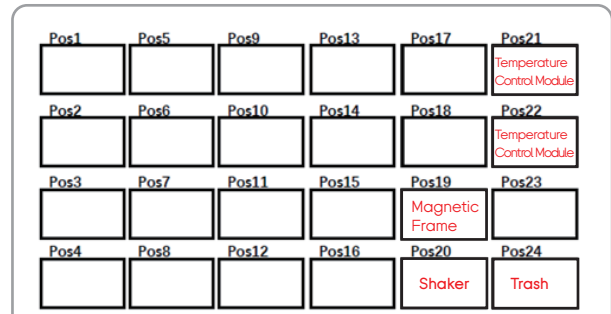 Pos1 Pos5 Pos9 Pos13 Pos17 Pos21
Temperature
Control Module
Pos2 Pos6 Pos10 Pos14 Pos18 Pos22
Temperature
Control Module
Pos3 Pos7 Pos11 Pos15 Pos19 Pos23
Magnetic
Frame
Pos4 Pos8 Pos12 Pos16 Pos20 Pos24
Shaker Trash